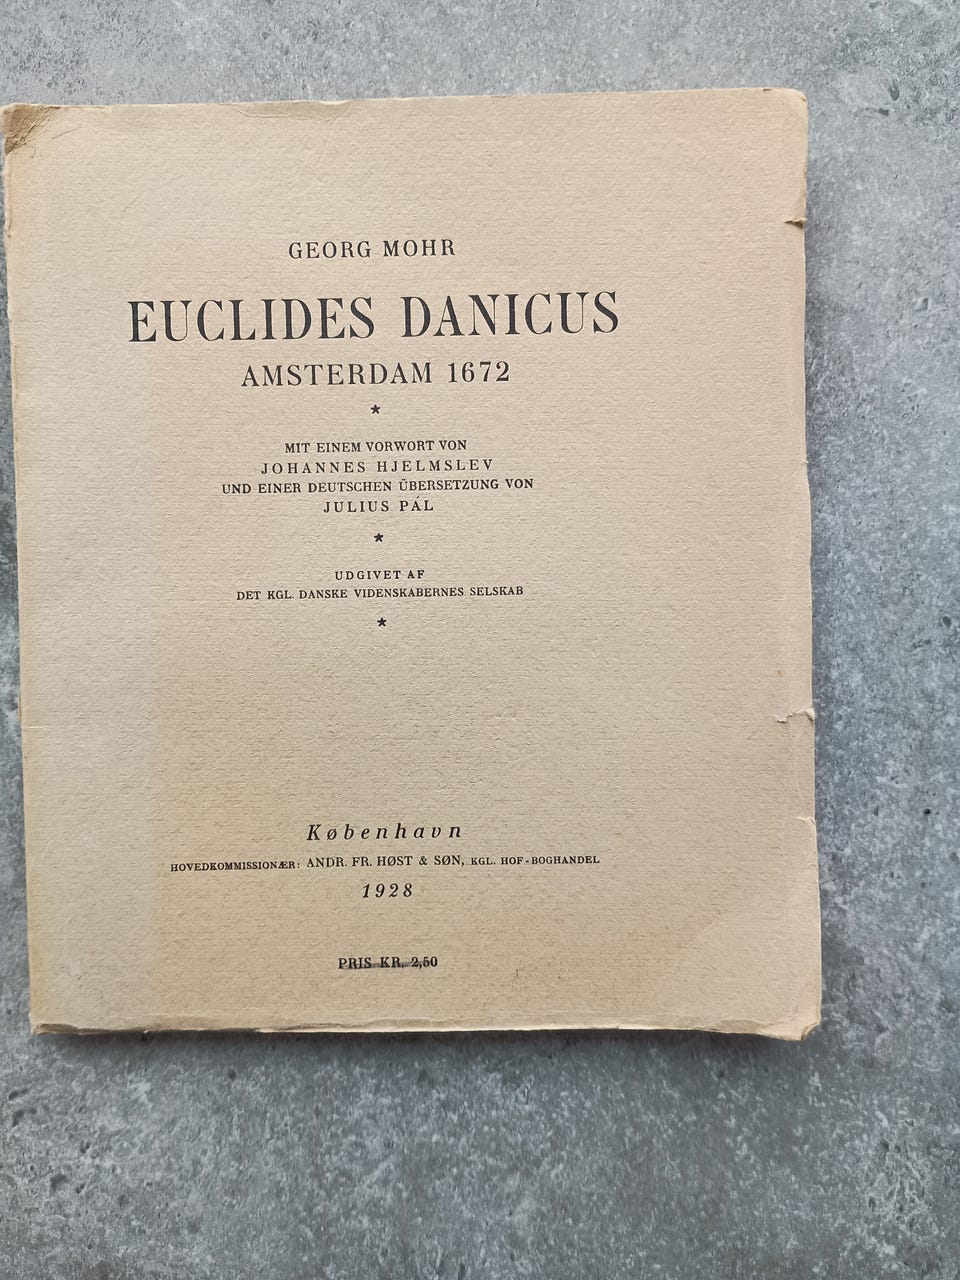 GEORG MOHR
EUCLIDES DANICUS
AMSTERDAM 1672
*
MIT EINEM VORWORT VON
JOHANNES HJELMSLEV
UND EINER DEUTSCHEN ÜBERSETZUNG VON
JULIUS PÁL
*
UDGIVET AF
DET KGL. DANSKE VIDENSKABERNES SELSKAB
*
København
HOVEDKOMMISSIONÆR: ANDR. FR. HØST & SØN, KGL. HOF-BOGHANDEL
1928
PRIS KR. 2,50